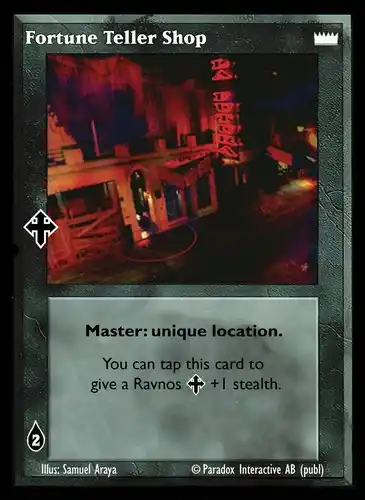 Fortune Teller Shop
Master: unique location.
You can tap this card to
give a Ravnos +1 stealth.
2
Illus: Samuel Araya
© Paradox Interactive AB (publ)